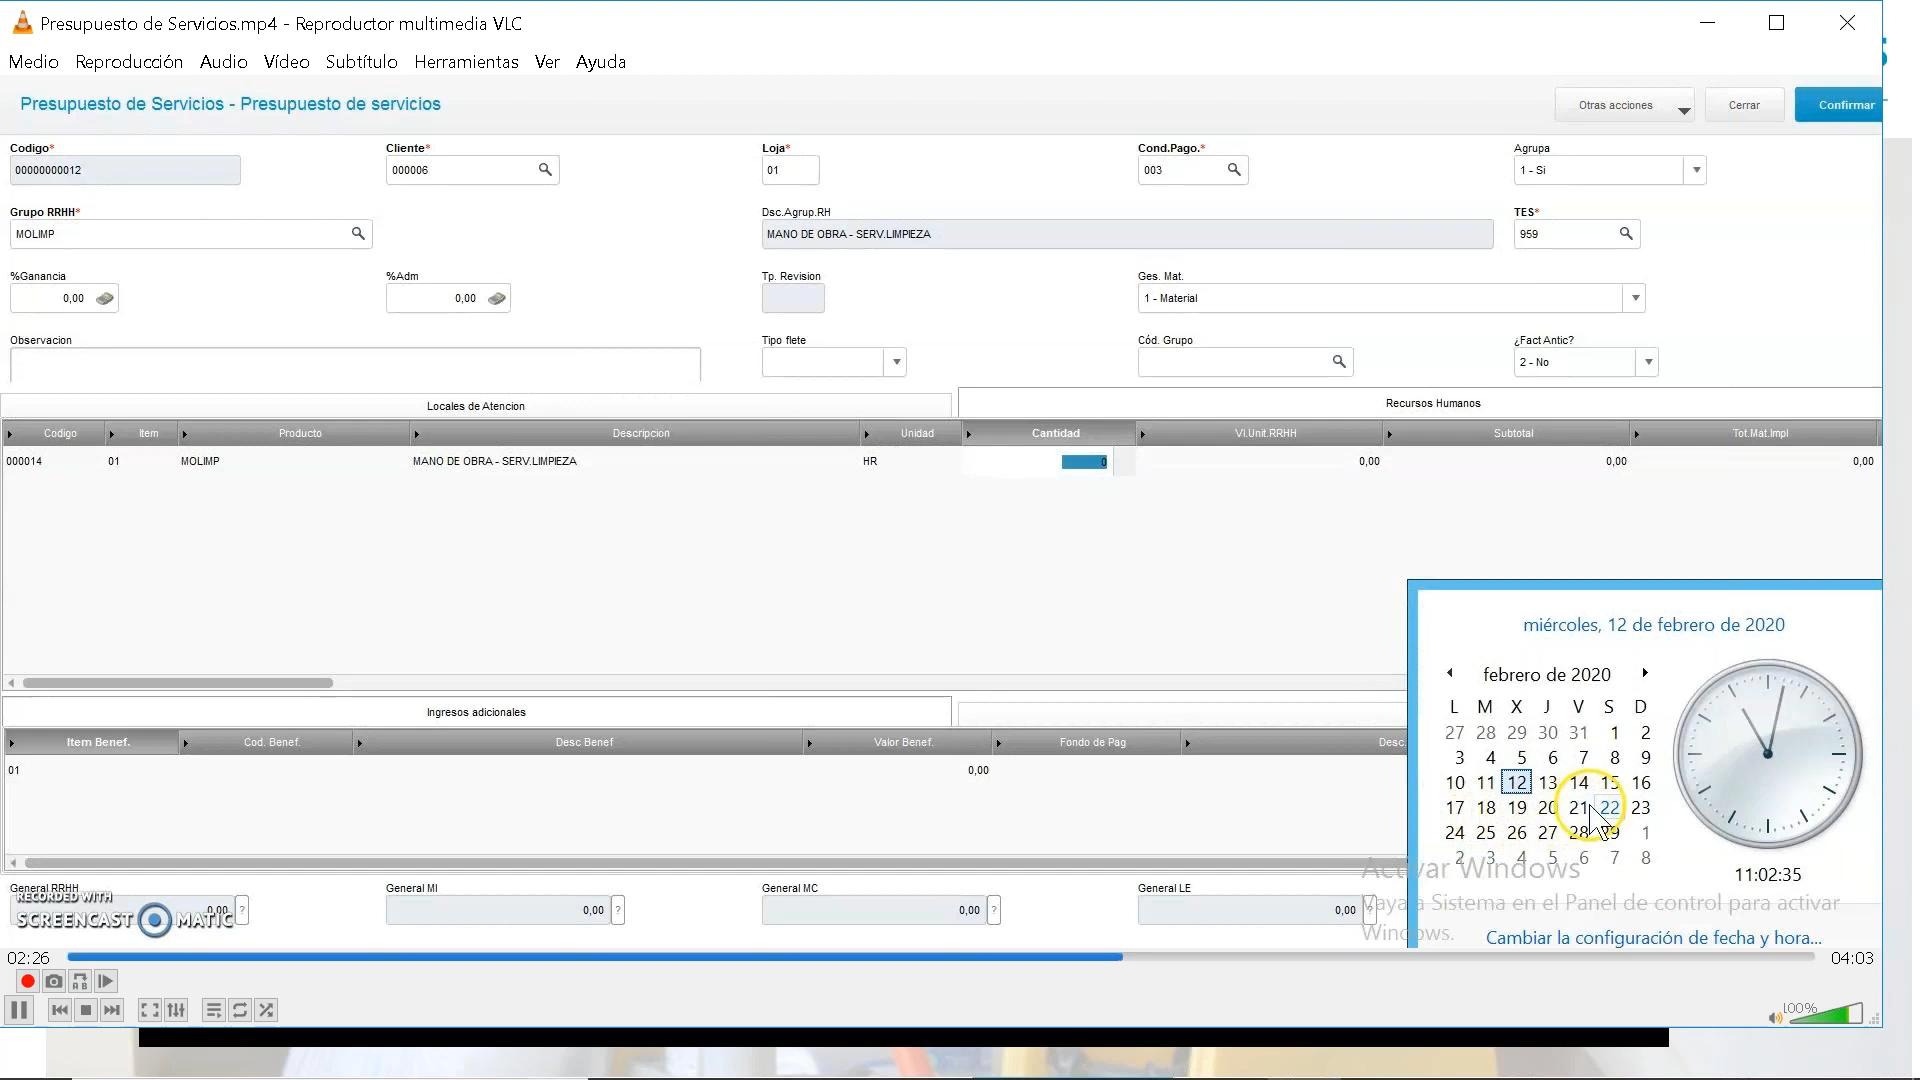 Presupuesto de Servicios.mp4 - Reproductor multimedia VLC
Medio Reproducción Audio Vídeo Subtítulo Herramientas Ver Ayuda
Presupuesto de Servicios - Presupuesto de servicios
Otras acciones Cerrar Confirmar
Codigo* Cliente* Loja* Cond.Pago.* Agrupa
00000000012 000006 01 003 1 - Si
Grupo RRHH* Dsc.Agrup.RH TES*
MOLIMP MANO DE OBRA - SERV.LIMPIEZA 959
%Ganancia %Adm Tp. Revision Ges. Mat.
0,00 0,00 1 - Material
Observacion Tipo flete Cód. Grupo ¿Fact Antic?
2 - No
Locales de Atencion Recursos Humanos
Codigo Item Producto Descripcion Unidad Cantidad Vl.Unit.RRHH Subtotal Tot.Mat.Impl
000014 01 MOLIMP MANO DE OBRA - SERV.LIMPIEZA HR 0 0,00 0,00 0,00
Ingresos adicionales
Item Benef. Cod. Benef. Desc Benef Valor Benef. Fondo de Pag Desc.
01 0,00
miércoles, 12 de febrero de 2020
febrero de 2020
L M X J V S D
27 28 29 30 31 1 2
3 4 5 6 7 8 9
10 11 12 13 14 15 16
17 18 19 20 21 22 23
24 25 26 27 28 29 1
2 3 4 5 6 7 8
11:02:35
Activar Windows
Vaya a Sistema en el Panel de control para activar
Windows.
Cambiar la configuración de fecha y hora...
General RRHH General MI General MC General LE
0,00 ? 0,00 ? 0,00 ? 0,00 ?
RECORDED WITH
SCREENCAST MATIC
02:26 04:03
100%